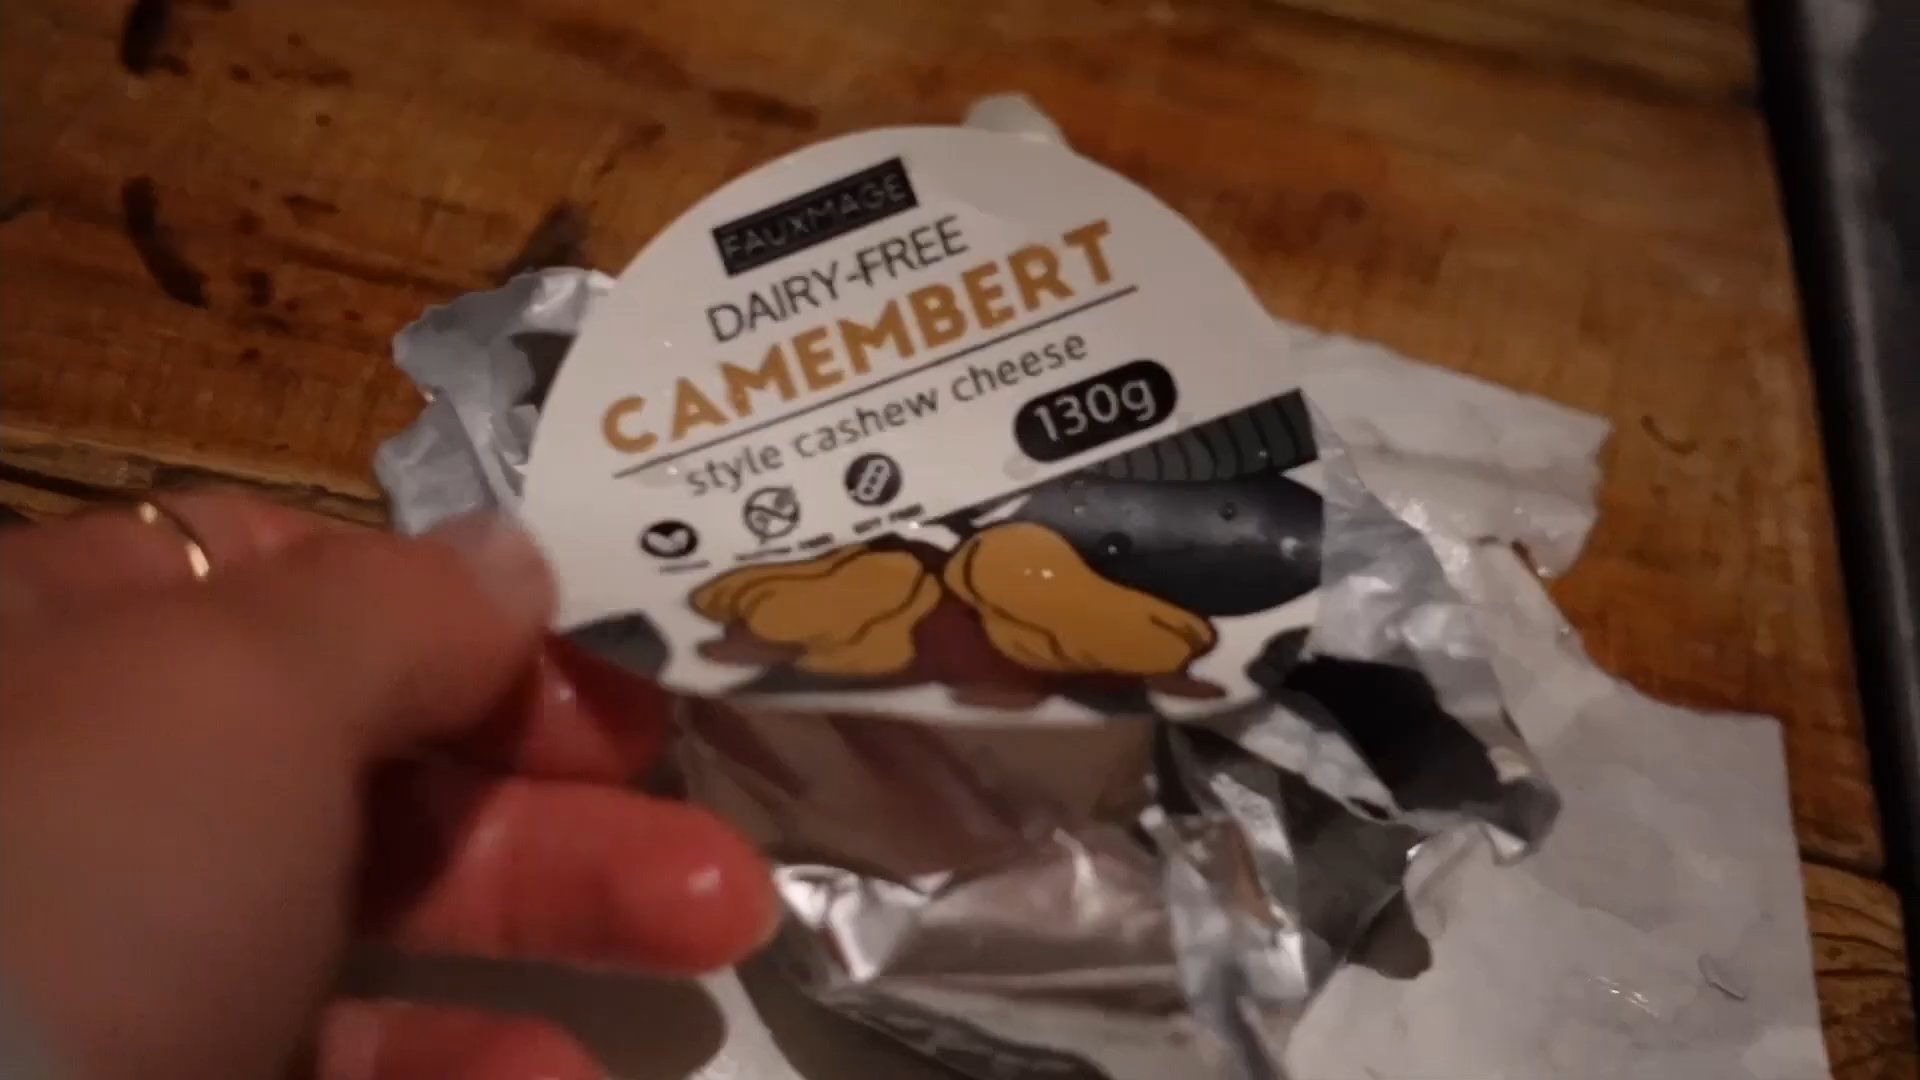 FAUXMAGE
DAIRY-FREE
CAMEMBERT
style cashew cheese
130g